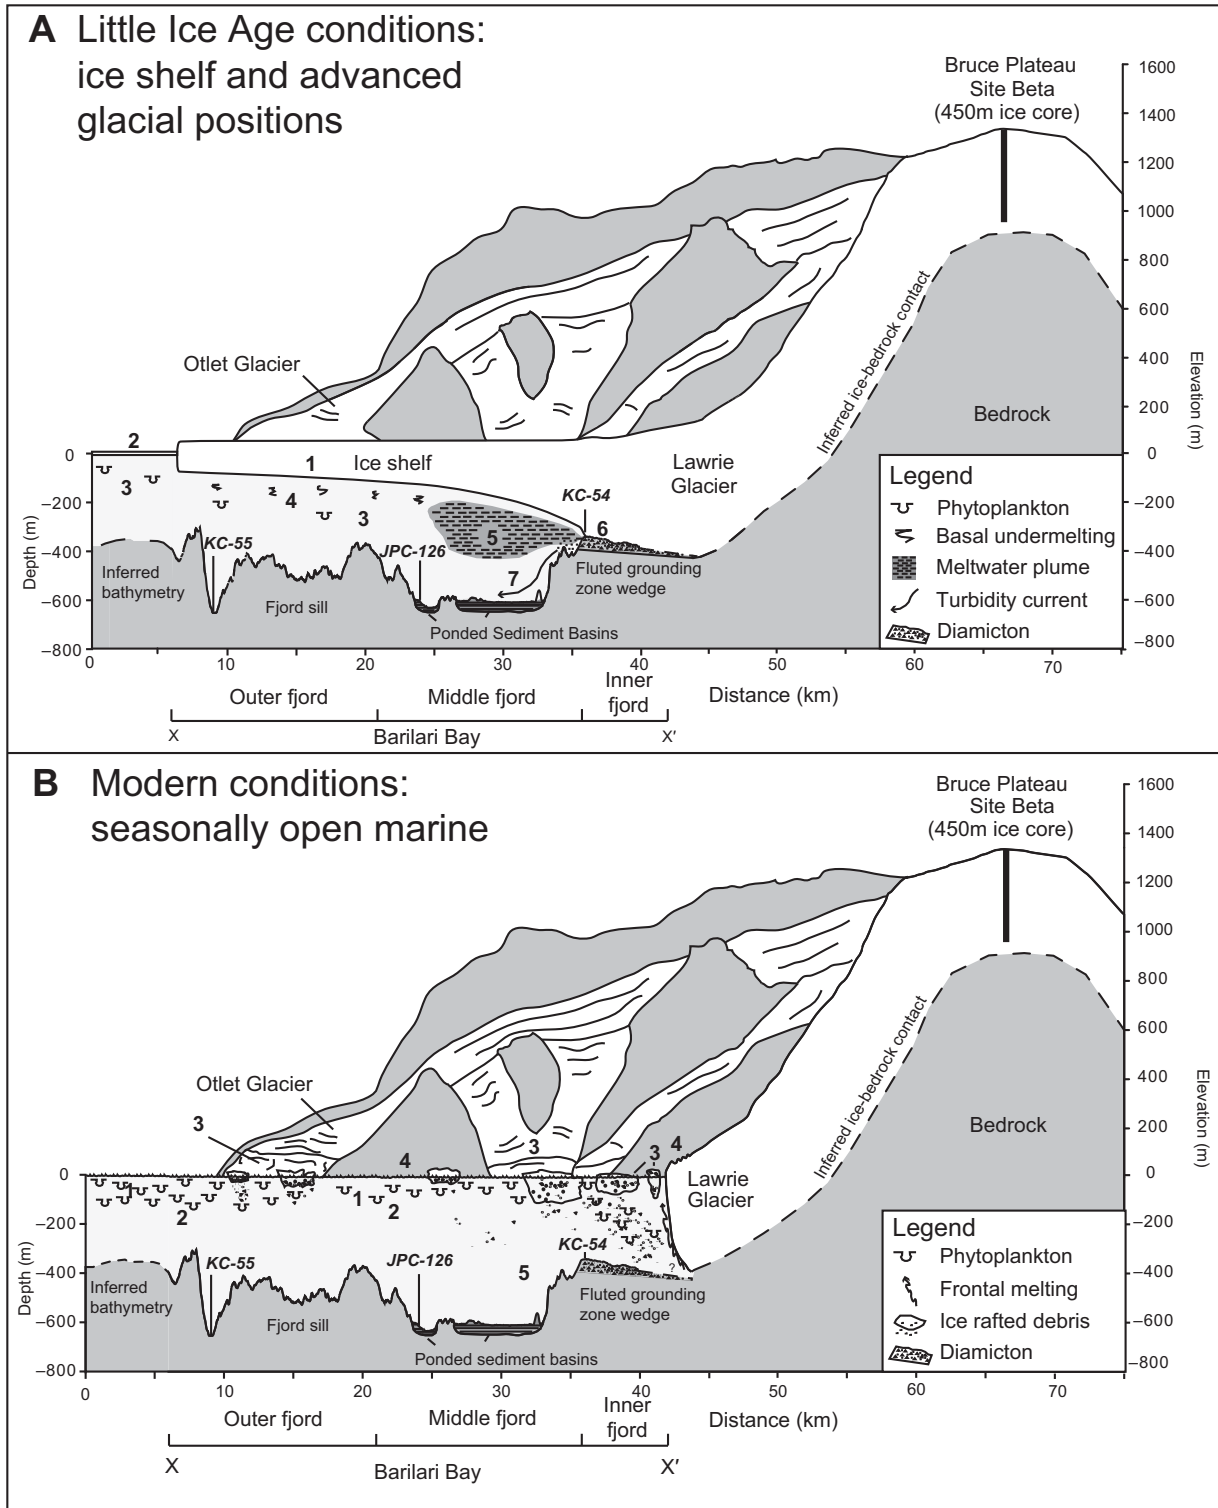 A Little Ice Age conditions:
ice shelf and advanced
glacial positions
Bruce Plateau
Site Beta
(450m ice core)
1600
1400
1200
1000
800
600
400
200
0
–200
–400
–600
–800
Elevation (m)
Otlet Glacier
Inferred ice-bedrock contact
Bedrock
2
1
Ice shelf
Lawrie
Glacier
3
4
3
5
KC-54
6
7
KC-55
JPC-126
Inferred
bathymetry
Fjord sill
Fluted grounding
zone wedge
Ponded Sediment Basins
0
–200
–400
–600
–800
Depth (m)
Legend
Phytoplankton
Basal undermelting
Meltwater plume
Turbidity current
Diamicton
0
10
20
30
40
50
60
70
Outer fjord
Middle fjord
Inner
fjord
Distance (km)
X
Barilari Bay
X′
B Modern conditions:
seasonally open marine
Bruce Plateau
Site Beta
(450m ice core)
1600
1400
1200
1000
800
600
400
200
0
–200
–400
–600
–800
Elevation (m)
Otlet Glacier
Inferred ice-bedrock contact
Bedrock
3
4
3
3
4
Lawrie
Glacier
2
1
2
5
KC-55
JPC-126
KC-54
?
Inferred
bathymetry
Fjord sill
Fluted grounding
zone wedge
Ponded sediment basins
0
–200
–400
–600
–800
Depth (m)
Legend
Phytoplankton
Frontal melting
Ice rafted debris
Diamicton
0
10
20
30
40
60
70
Outer fjord
Middle fjord
Inner
fjord
Distance (km)
X
Barilari Bay
X′